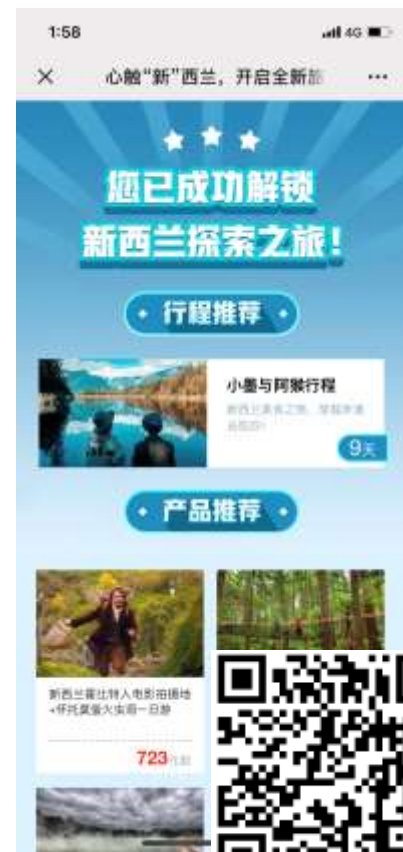 1:58
4G
心触“新”西兰，开启全新旅
您已成功解锁
新西兰探索之旅!
行程推荐
小墨与阿猴行程
9天
产品推荐
新西兰霍比特人电影拍摄地
+怀托莫萤火虫洞一日游
723